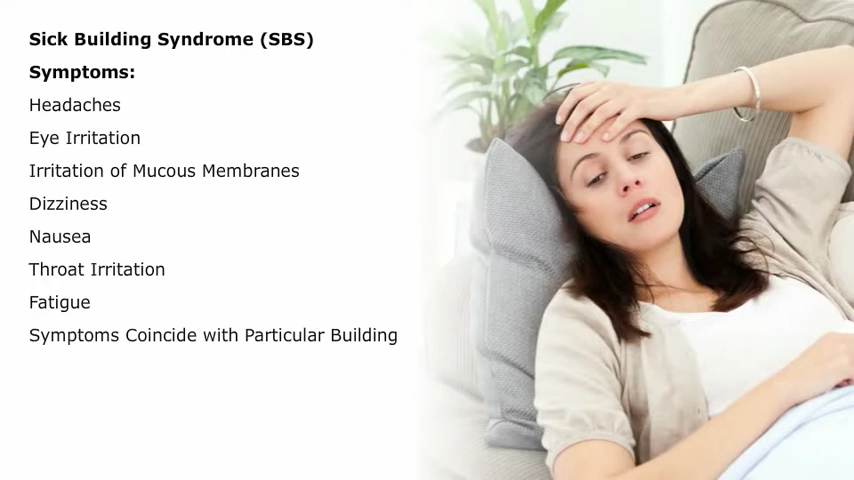 Sick Building Syndrome (SBS)
Symptoms:
Headaches
Eye Irritation
Irritation of Mucous Membranes
Dizziness
Nausea
Throat Irritation
Fatigue
Symptoms Coincide with Particular Building